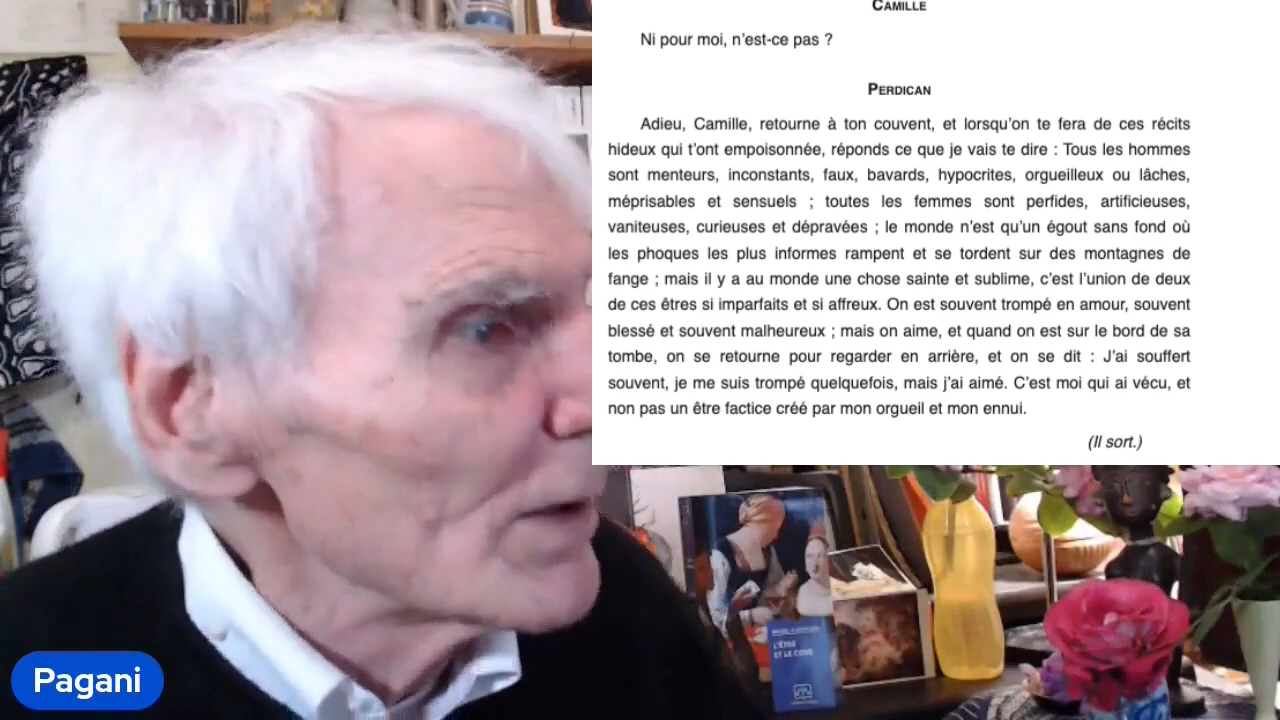 CAMILLE
Ni pour moi, n’est-ce pas ?
PERDICAN
Adieu, Camille, retourne à ton couvent, et lorsqu’on te fera de ces récits
hideux qui t’ont empoisonnée, réponds ce que je vais te dire : Tous les hommes
sont menteurs, inconstants, faux, bavards, hypocrites, orgueilleux ou lâches,
méprisables et sensuels ; toutes les femmes sont perfides, artificieuses,
vaniteuses, curieuses et dépravées ; le monde n’est qu’un égout sans fond où
les phoques les plus informes rampent et se tordent sur des montagnes de
fange ; mais il y a au monde une chose sainte et sublime, c’est l’union de deux
de ces êtres si imparfaits et si affreux. On est souvent trompé en amour, souvent
blessé et souvent malheureux ; mais on aime, et quand on est sur le bord de sa
tombe, on se retourne pour regarder en arrière, et on se dit : J’ai souffert
souvent, je me suis trompé quelquefois, mais j’ai aimé. C’est moi qui ai vécu, et
non pas un être factice créé par mon orgueil et mon ennui.
(Il sort.)
ET LE CODE
Pagani